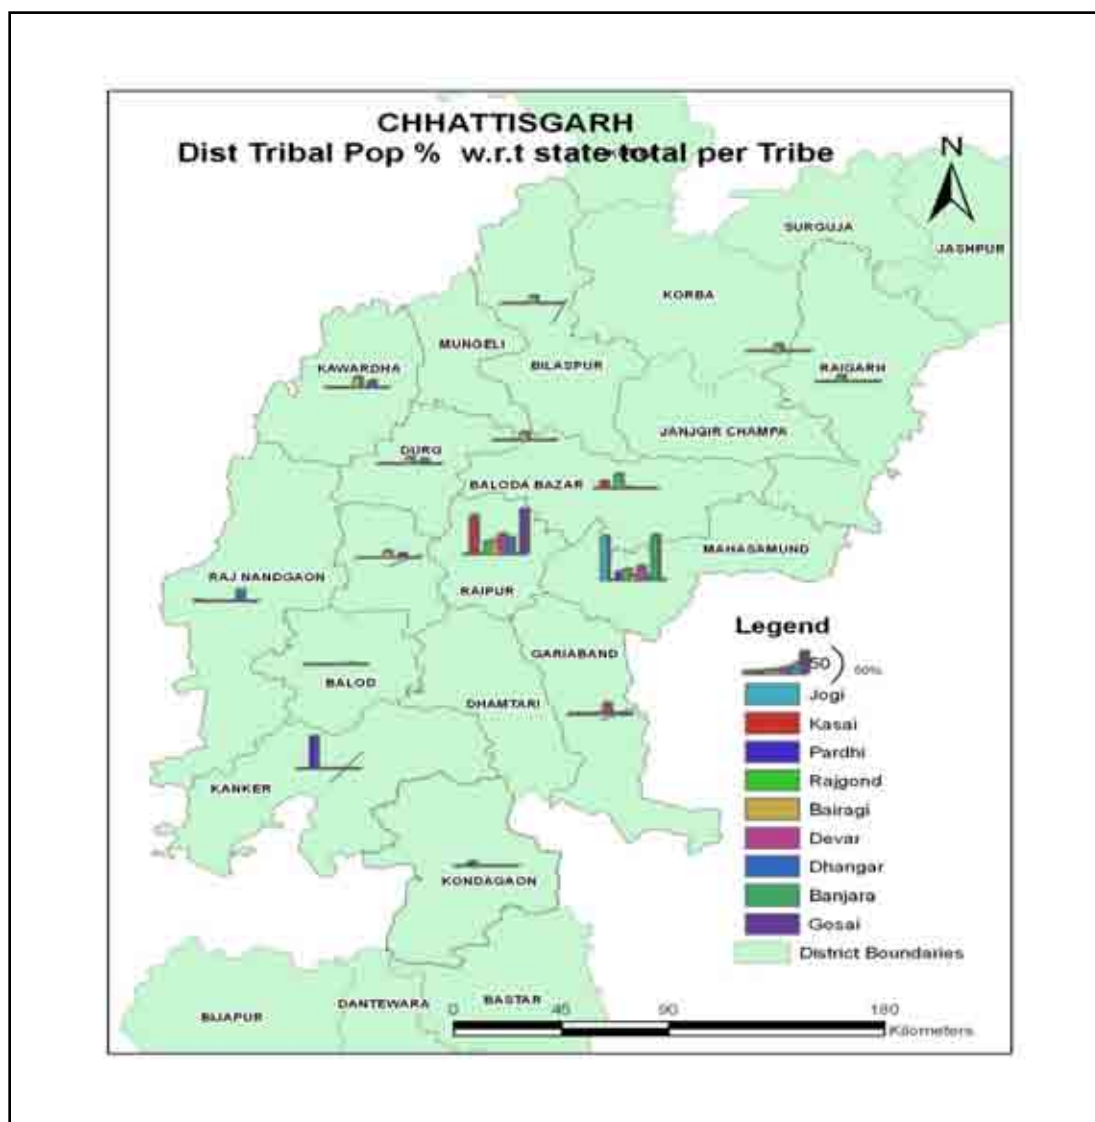 CHHATTISGARH
Dist Tribal Pop % w.r.t state total per Tribe
N
SURGUJA
JASHPUR
KORBA
MUNGELI
BILASPUR
KAWARDHA
RAIGARH
JANJGIR CHAMPA
DURG
BALODA BAZAR
MAHASAMUND
RAJ NANDGAON
RAIPUR
GARIABAND
BALOD
DHAMTARI
KANKER
KONDAGAON
BIJAPUR
DANTEWARA
BASTAR
Legend
50
Jogi
Kasai
Pardhi
Rajgond
Bairagi
Devar
Dhangar
Banjara
Gosai
District Boundaries
0 45 90 180
Kilometers